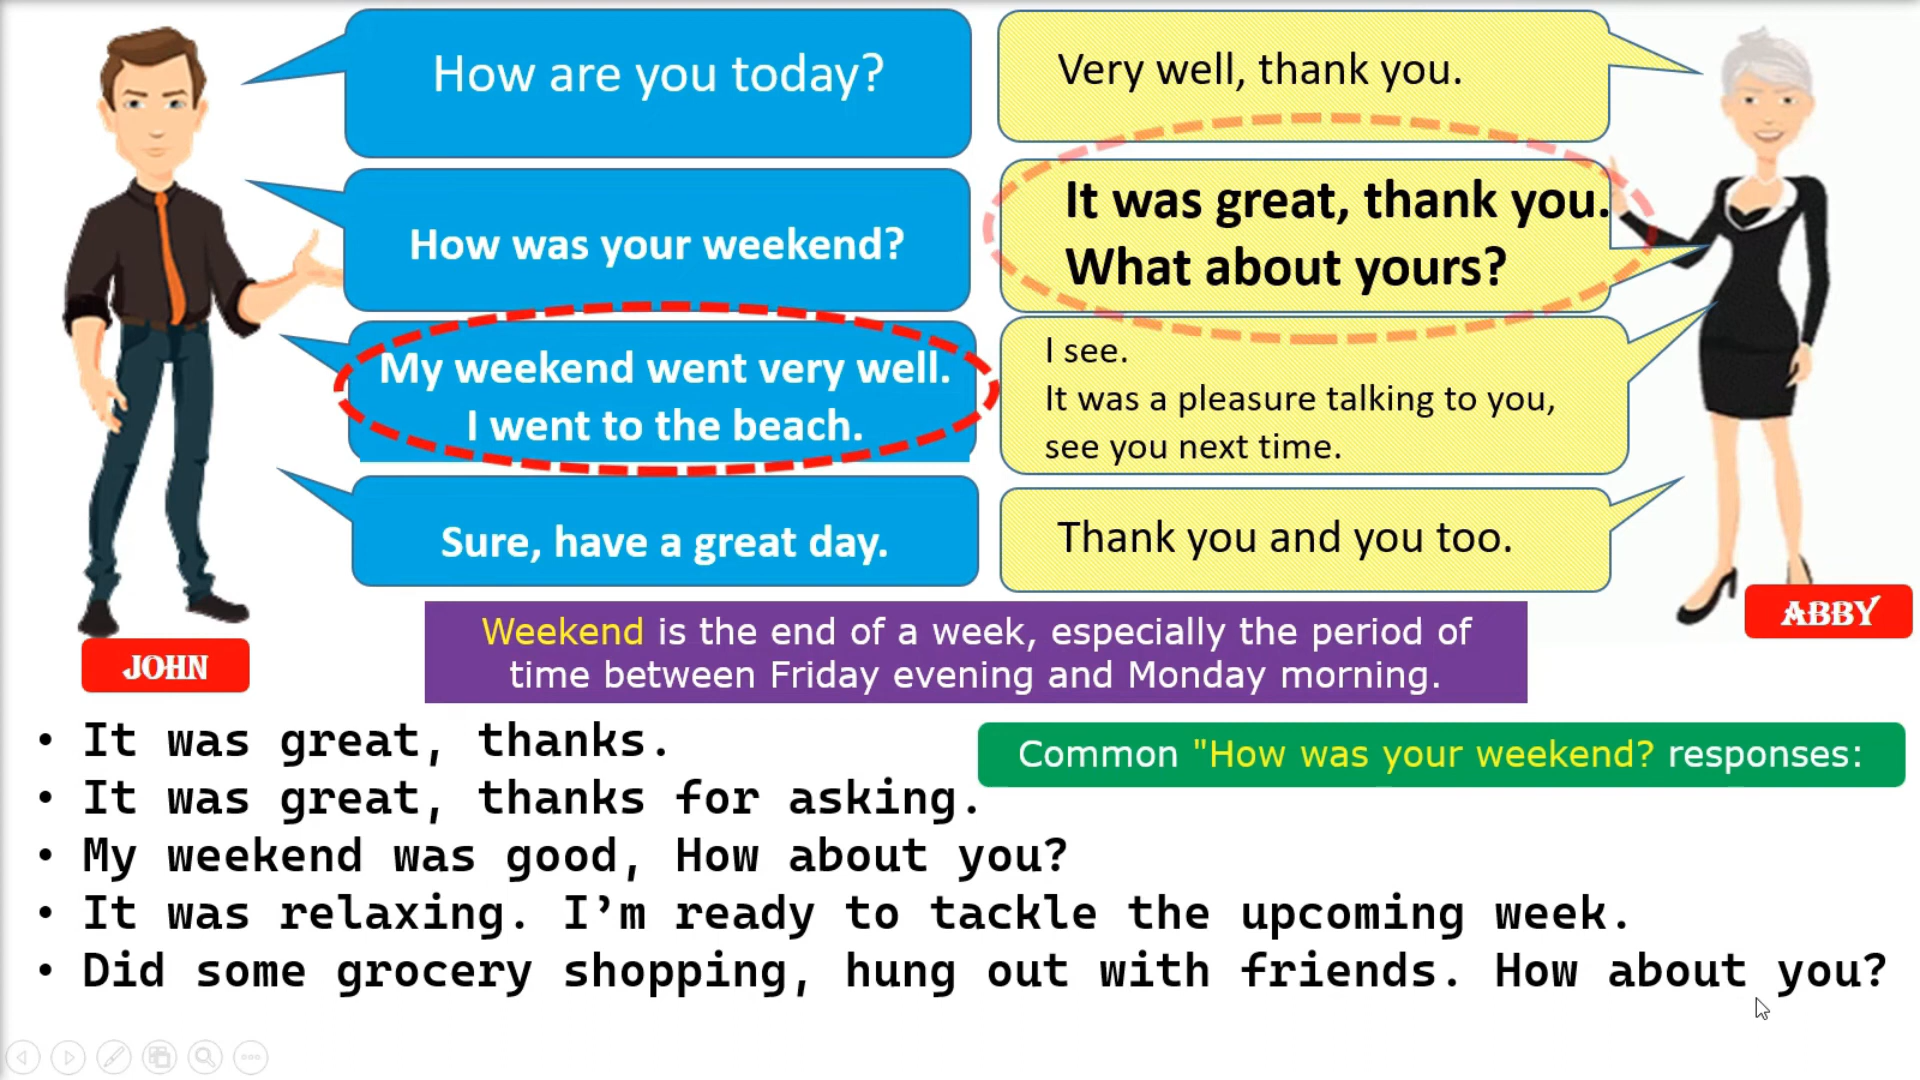 How are you today?
Very well, thank you.
How was your weekend?
It was great, thank you.
What about yours?
My weekend went very well.
I went to the beach.
I see.
It was a pleasure talking to you,
see you next time.
Sure, have a great day.
Thank you and you too.
JOHN
ABBY
Weekend is the end of a week, especially the period of
time between Friday evening and Monday morning.
Common "How was your weekend? responses:
• It was great, thanks.
• It was great, thanks for asking.
• My weekend was good, How about you?
• It was relaxing. I’m ready to tackle the upcoming week.
• Did some grocery shopping, hung out with friends. How about you?